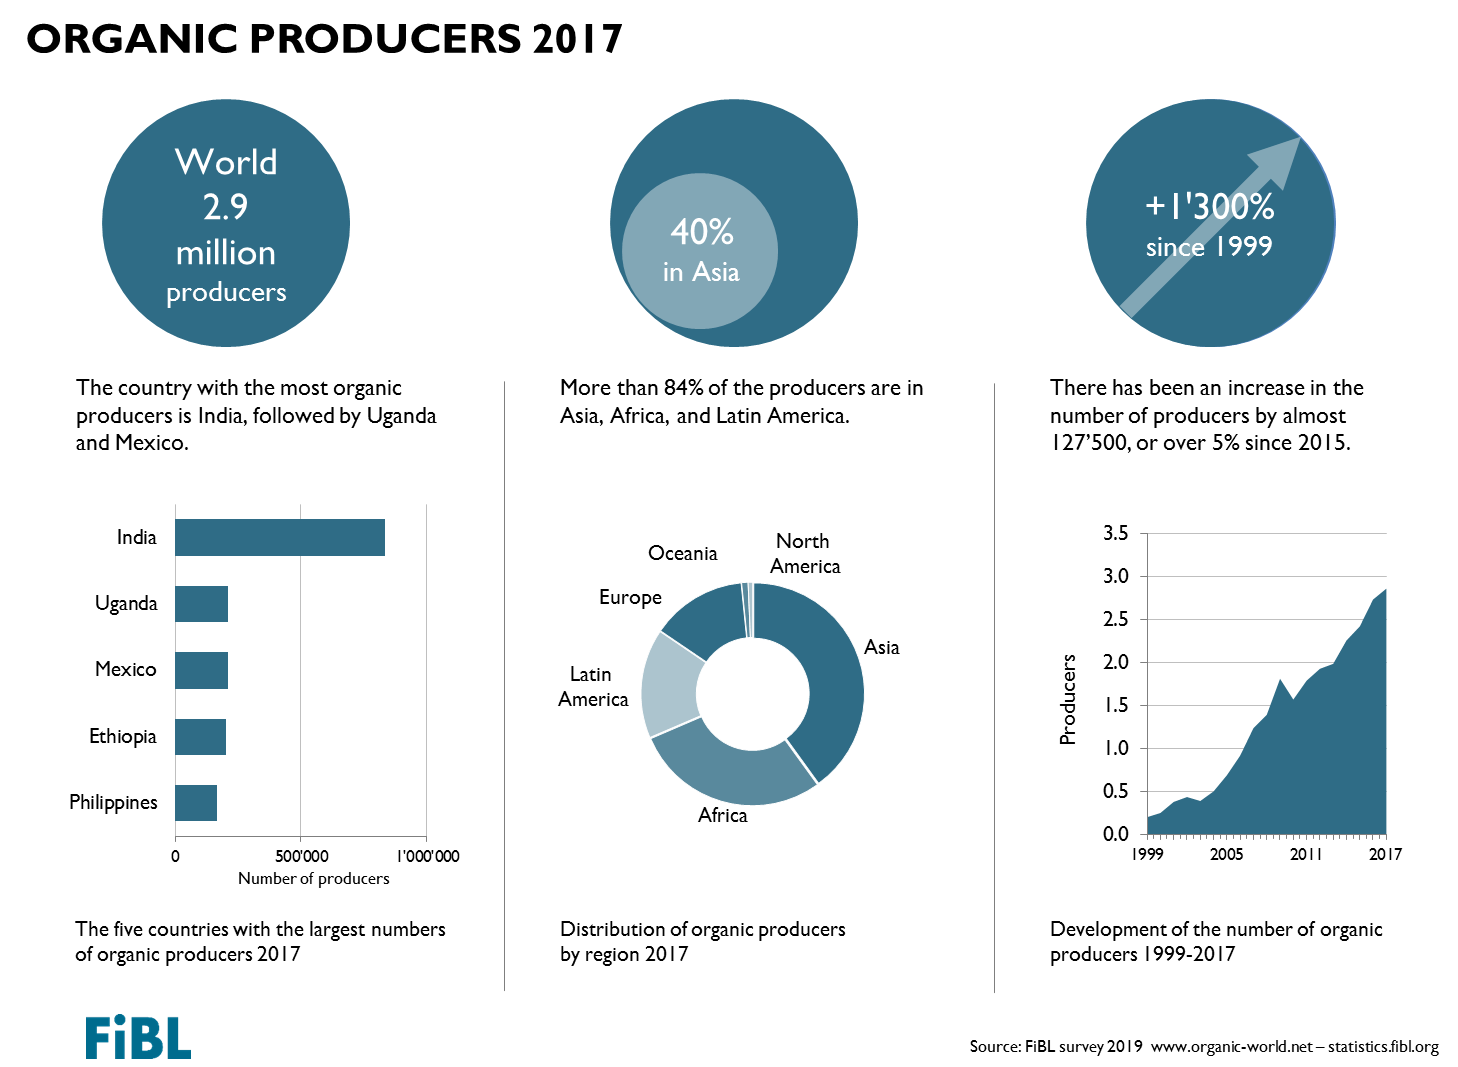 ORGANIC PRODUCERS 2017
World
2.9
million
producers
40%
in Asia
+1'300%
since 1999
The country with the most organic
producers is India, followed by Uganda
and Mexico.
More than 84% of the producers are in
Asia, Africa, and Latin America.
There has been an increase in the
number of producers by almost
127’500, or over 5% since 2015.
India
Uganda
Mexico
Ethiopia
Philippines
0 500'000 1'000'000
Number of producers
North
America
Oceania
Europe
Asia
Latin
America
Africa
3.5
3.0
2.5
2.0
1.5
1.0
0.5
0.0
Producers
1999 2005 2011 2017
The five countries with the largest numbers
of organic producers 2017
Distribution of organic producers
by region 2017
Development of the number of organic
producers 1999-2017
FiBL
Source: FiBL survey 2019 www.organic-world.net – statistics.fibl.org